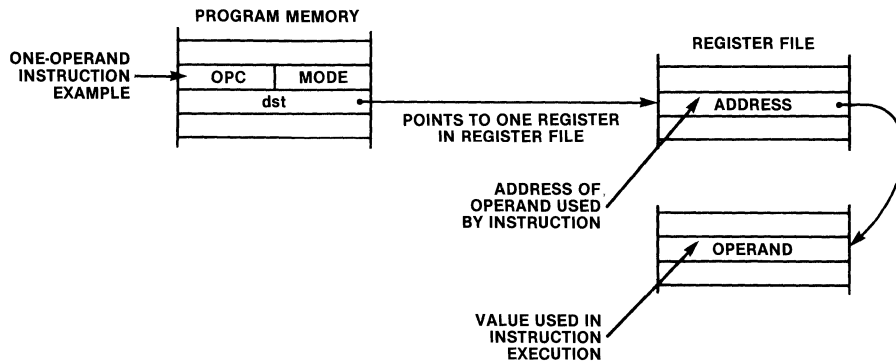 PROGRAM MEMORY
ONE-OPERAND
INSTRUCTION
EXAMPLE
OPC MODE
dst
POINTS TO ONE REGISTER
IN REGISTER FILE
REGISTER FILE
ADDRESS
ADDRESS OF
OPERAND USED
BY INSTRUCTION
OPERAND
VALUE USED IN
INSTRUCTION
EXECUTION